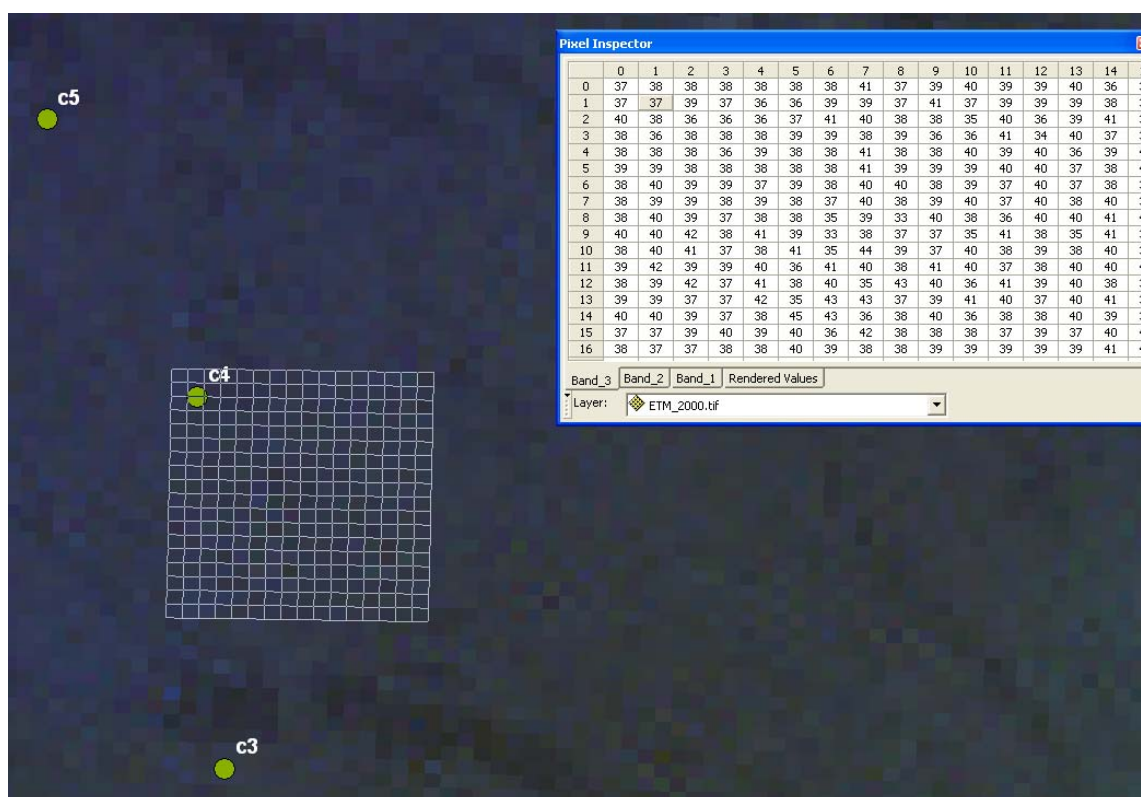 c5
c4
c3
Pixel Inspector
0 1 2 3 4 5 6 7 8 9 10 11 12 13 14
0 37 38 38 38 38 38 38 41 37 39 40 39 39 40 36
1 37 37 39 37 36 36 39 39 37 41 37 39 39 39 38
2 40 38 36 36 36 37 41 40 38 38 35 40 36 39 41
3 38 36 38 38 38 39 39 38 39 36 36 41 34 40 37
4 38 38 38 36 39 38 38 41 38 38 40 39 40 36 39
5 39 39 38 38 38 38 38 41 39 39 39 40 40 37 38
6 38 40 39 39 37 39 38 40 40 38 39 37 40 37 38
7 38 39 39 38 39 38 37 40 38 39 40 37 40 38 40
8 38 40 39 37 38 38 35 39 33 40 38 36 40 40 41
9 40 40 42 38 41 39 33 38 37 37 35 41 38 35 41
10 38 40 41 37 38 41 35 44 39 37 40 38 39 38 40
11 39 42 39 39 40 36 41 40 38 41 40 37 38 40 40
12 38 39 42 37 41 38 40 35 43 40 36 41 39 40 38
13 39 39 37 37 42 35 43 43 37 39 41 40 37 40 41
14 40 40 39 37 38 45 43 36 38 40 36 38 38 40 39
15 37 37 39 40 39 40 36 42 38 38 38 37 39 37 40
16 38 37 37 38 38 40 39 38 38 39 39 39 39 39 41
Band_3 Band_2 Band_1 Rendered Values
Layer: ETM_2000.tif